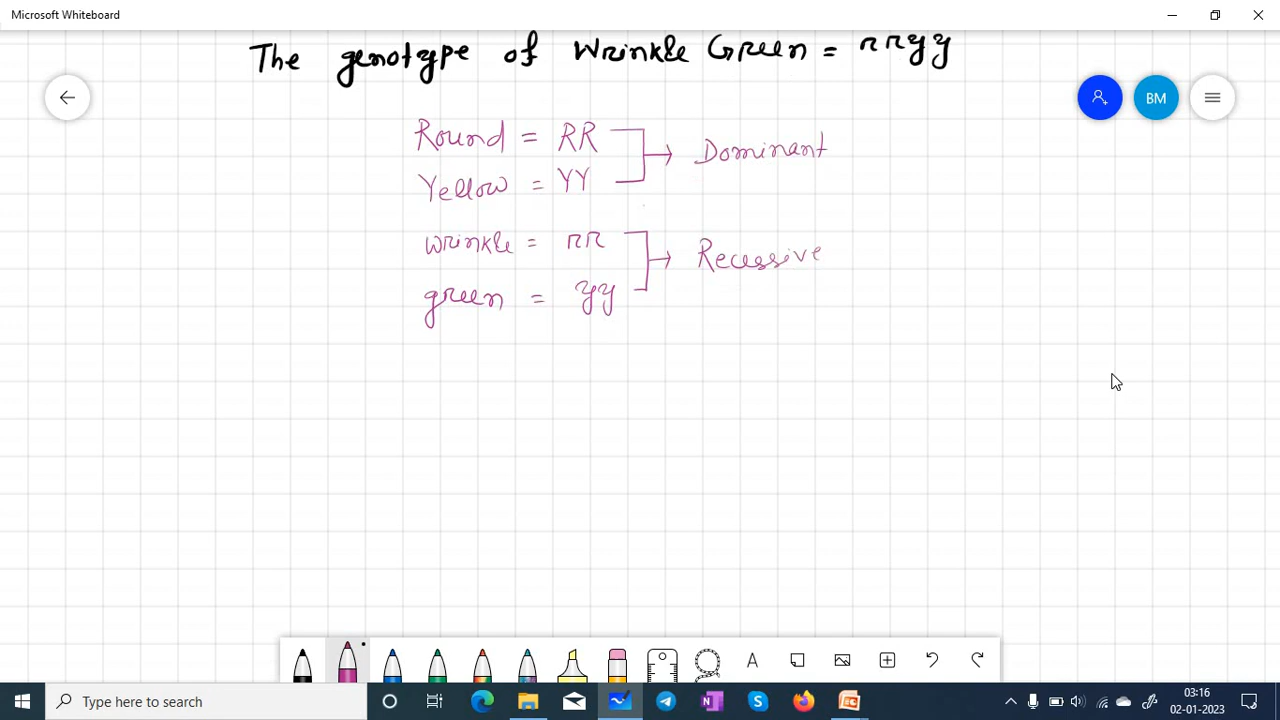 Microsoft Whiteboard
The genotype of Wrinkle Green = rryy
BM
Round = RR
Yellow = YY
Dominant
wrinkle = rr
green = yy
Recessive
A
Type here to search
03:16
02-01-2023